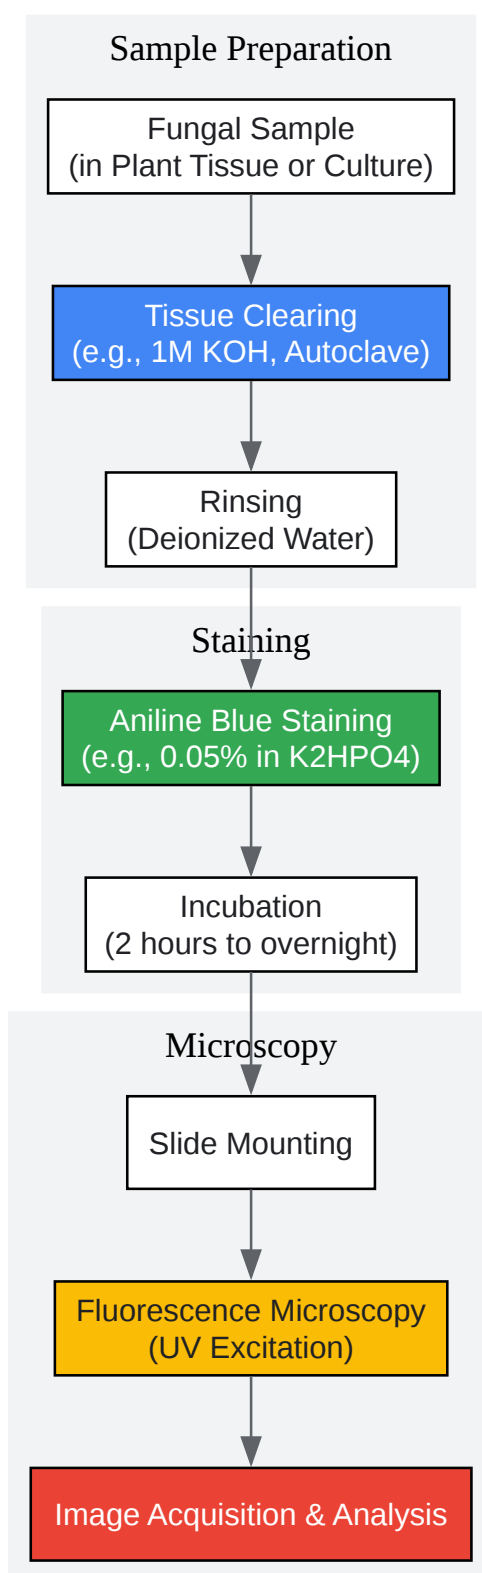 Sample Preparation
Fungal Sample
(in Plant Tissue or Culture)
Tissue Clearing
(e.g., 1M KOH, Autoclave)
Rinsing
(Deionized Water)
Staining
Aniline Blue Staining
(e.g., 0.05% in K2HPO4)
Incubation
(2 hours to overnight)
Microscopy
Slide Mounting
Fluorescence Microscopy
(UV Excitation)
Image Acquisition & Analysis